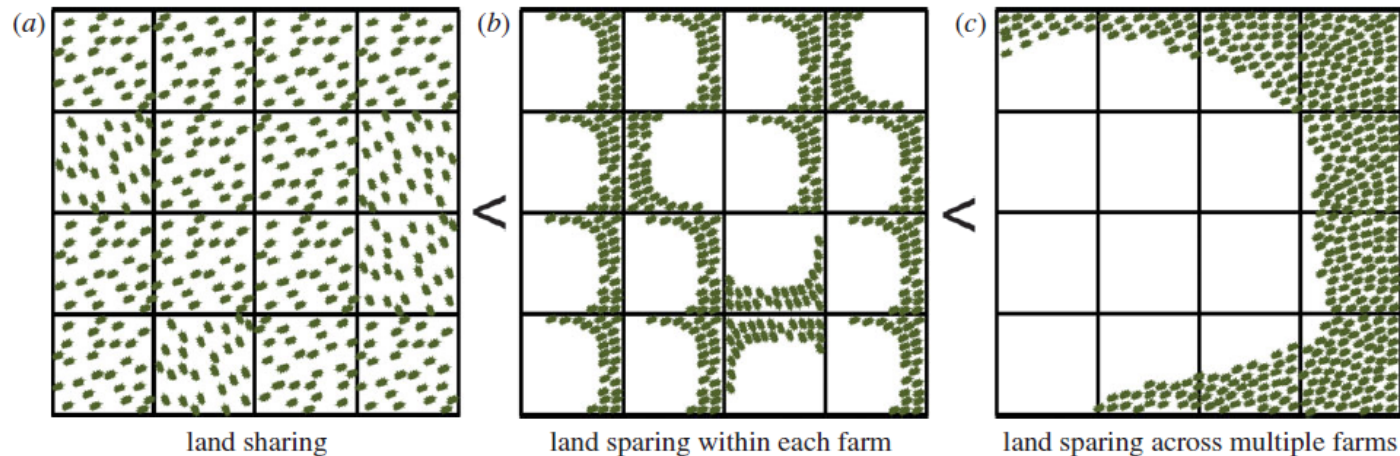 (a)
(b)
(c)
<
<
land sharing
land sparing within each farm
land sparing across multiple farms